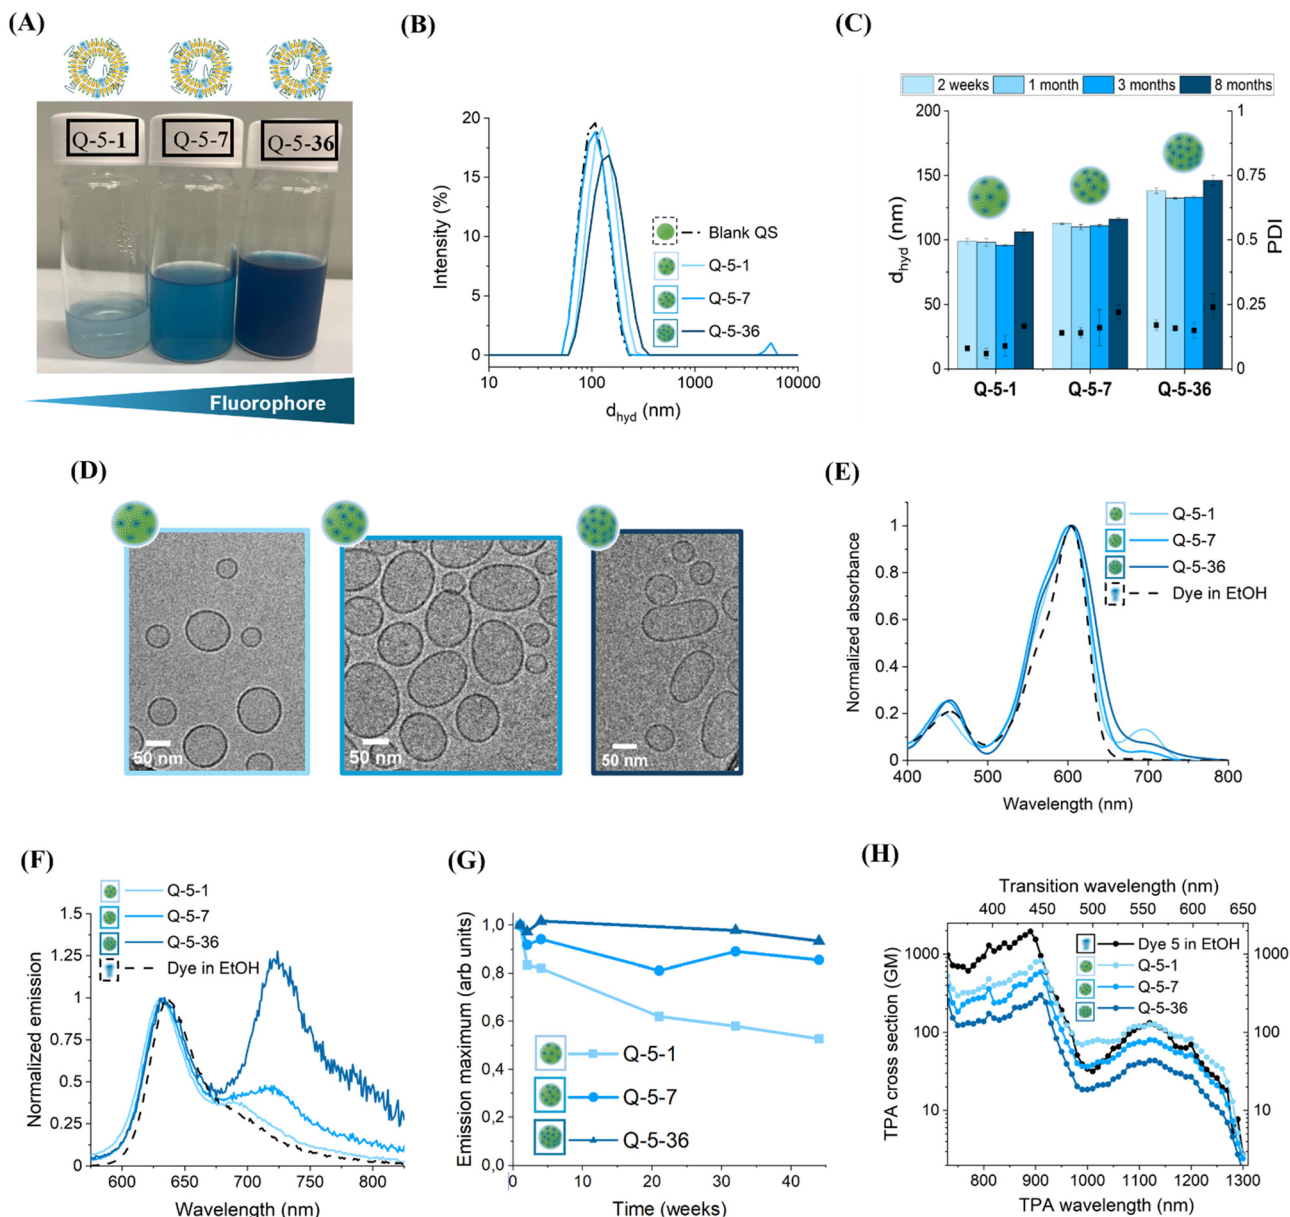 (A)
Q-5-1
Q-5-7
Q-5-36
Fluorophore
(B)
Intensity (%)
20
15
10
5
0
10
100
1000
10000
d_hyd (nm)
Blank QS
Q-5-1
Q-5-7
Q-5-36
(C)
2 weeks
1 month
3 months
8 months
d_hyd (nm)
200
150
100
50
0
1
0.75
0.5
0.25
0
PDI
Q-5-1
Q-5-7
Q-5-36
(D)
50 nm
50 nm
50 nm
(E)
Normalized absorbance
1
0.8
0.6
0.4
0.2
0
400
500
600
700
800
Wavelength (nm)
Q-5-1
Q-5-7
Q-5-36
Dye in EtOH
(F)
Q-5-1
Q-5-7
Q-5-36
Dye in EtOH
Normalized emission
1.5
1.25
1
0.75
0.5
0.25
0
600
650
700
750
800
Wavelength (nm)
(G)
Emission maximum (arb units)
1,0
0,8
0,6
0,4
0,2
0,0
0
10
20
30
40
Time (weeks)
Q-5-1
Q-5-7
Q-5-36
(H)
Transition wavelength (nm)
400
450
500
550
600
650
TPA cross section (GM)
1000
100
10
1000
100
10
Dye 5 in EtOH
Q-5-1
Q-5-7
Q-5-36
800
900
1000
1100
1200
1300
TPA wavelength (nm)